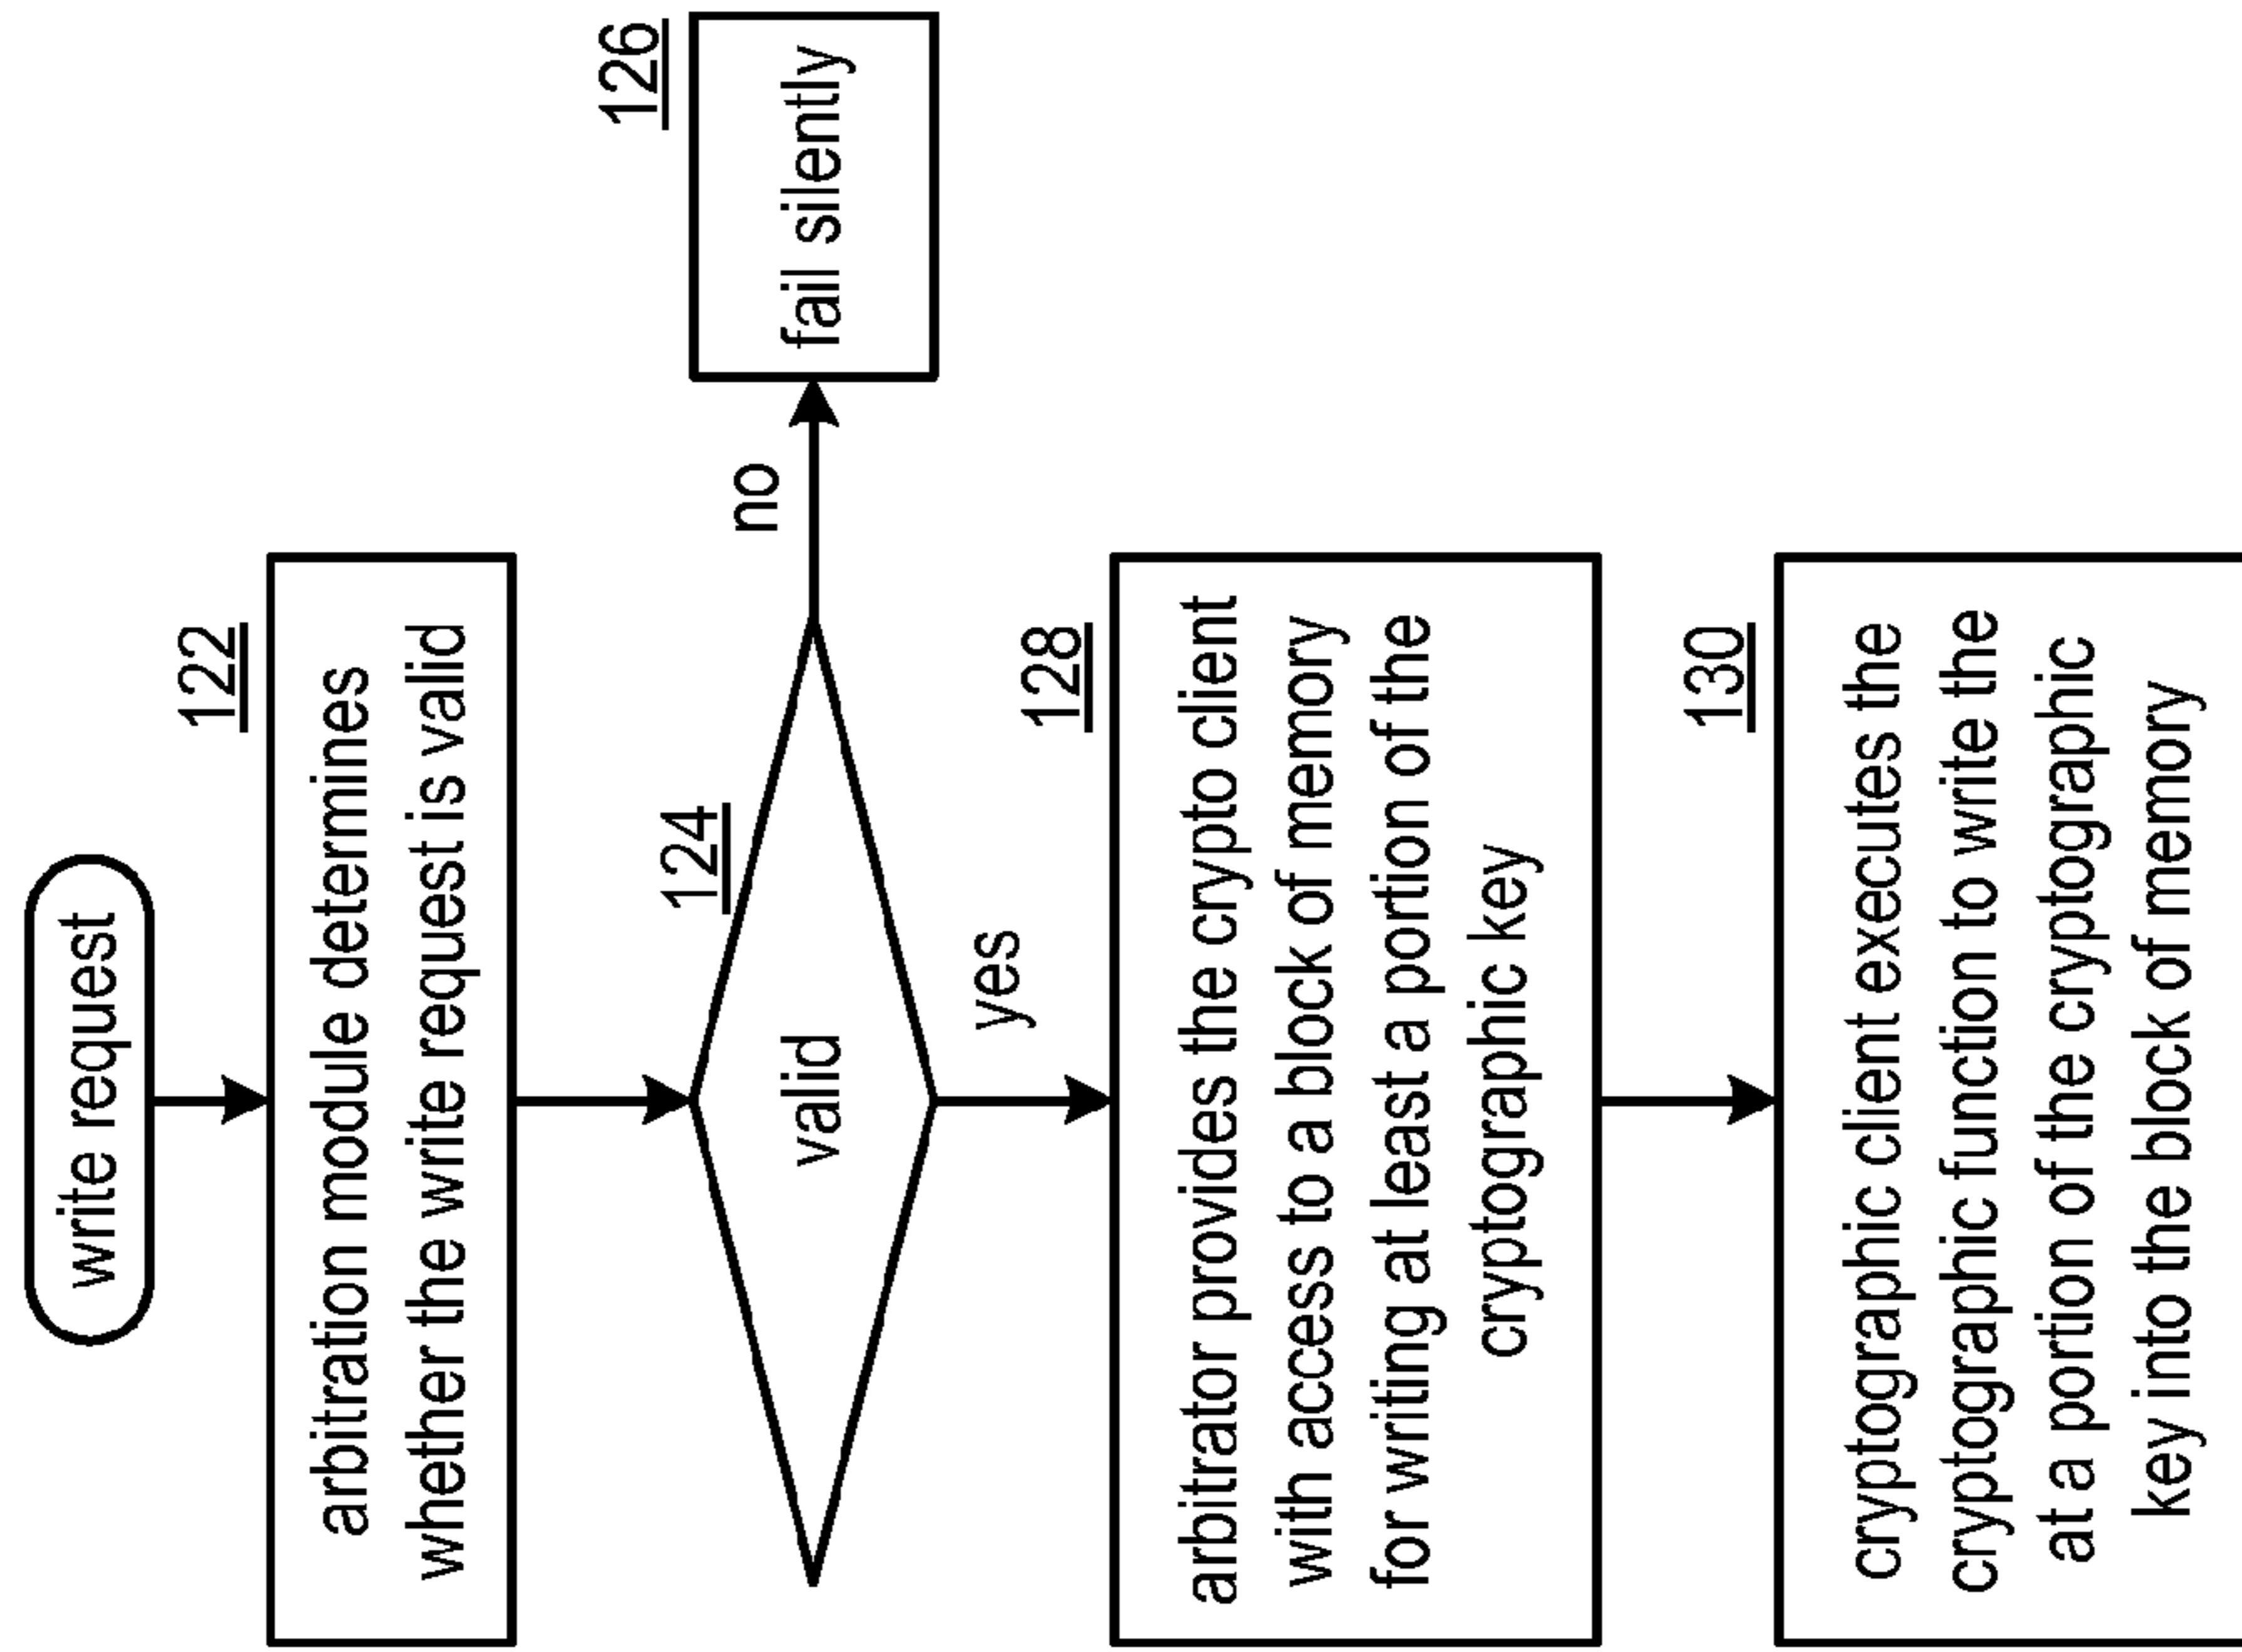 write request
122
arbitration module determines
whether the write request is valid
124
valid
no
126
fail silently
yes
128
arbitrator provides the crypto client
with access to a block of memory
for writing at least a portion of the
cryptographic key
130
cryptographic client executes the
cryptographic function to write the
at a portion of the cryptographic
key into the block of memory